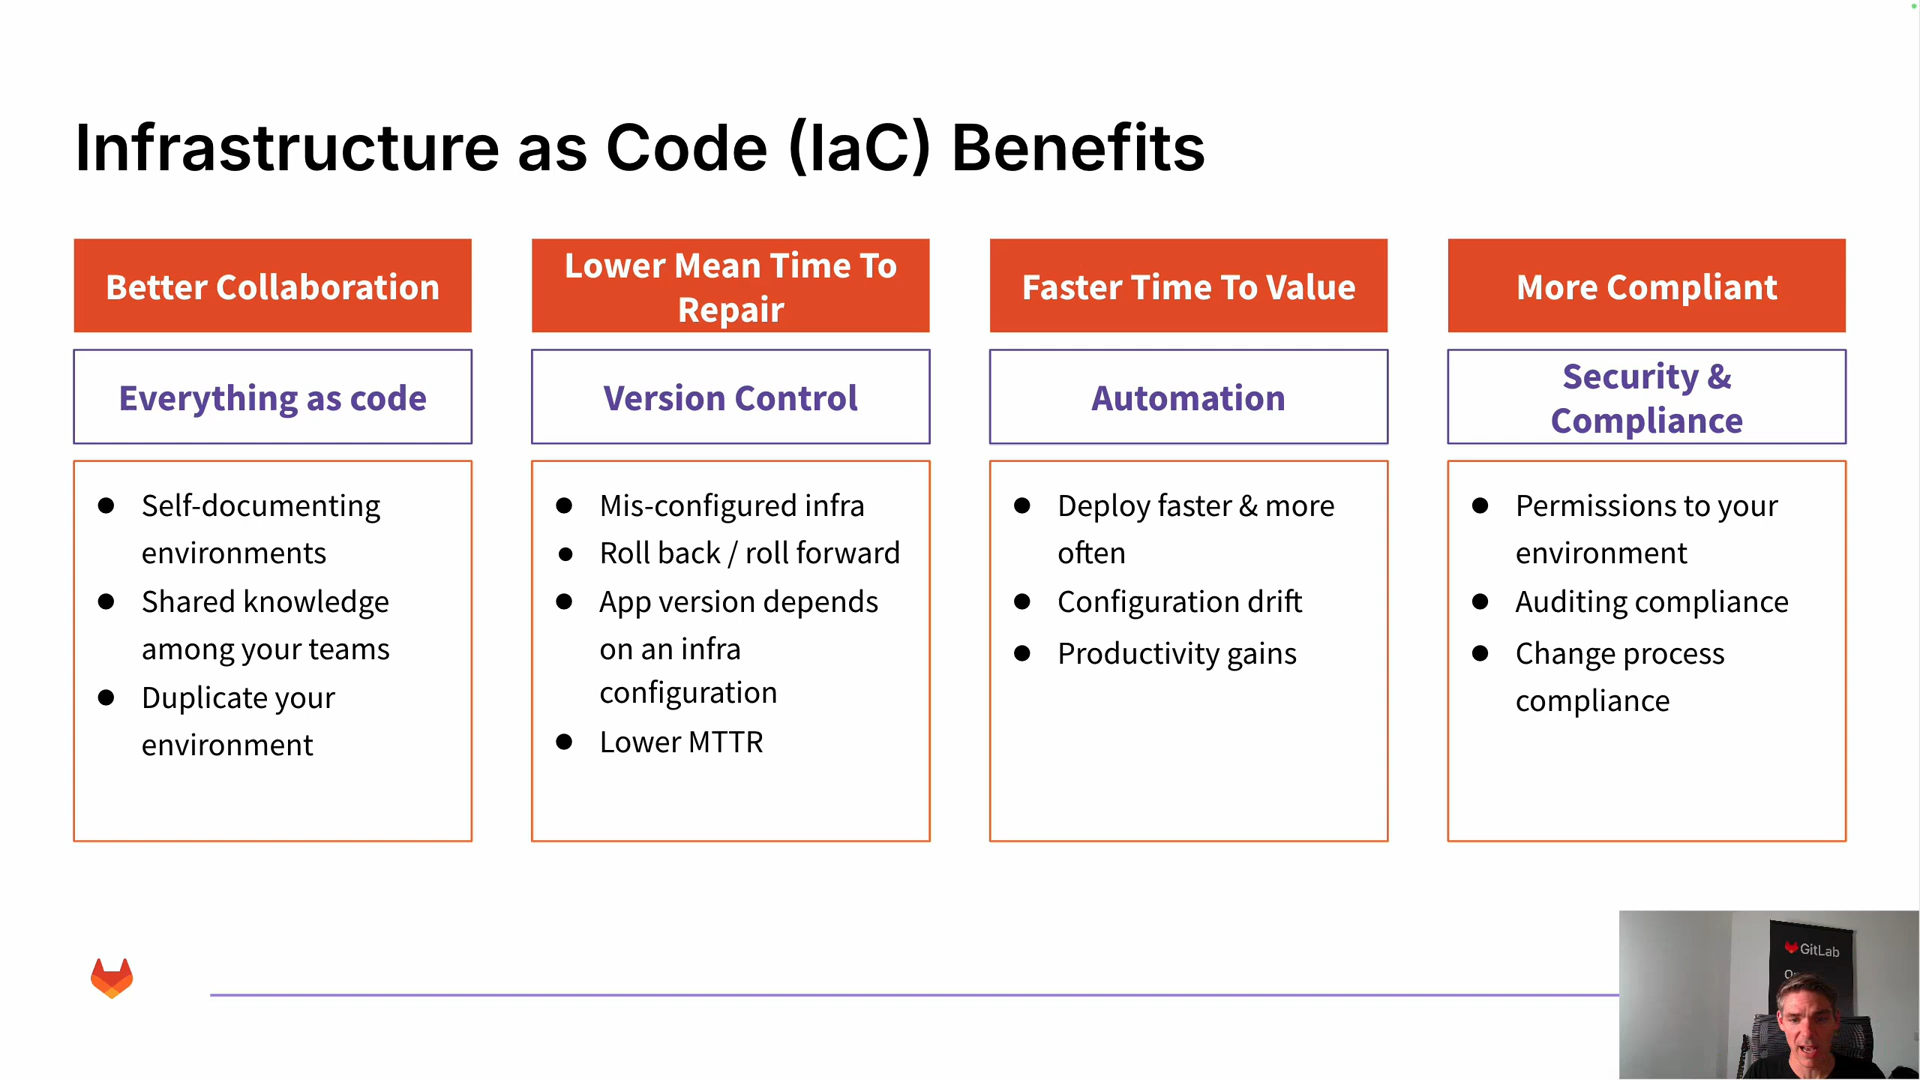 Infrastructure as Code (IaC) Benefits
Better Collaboration
Everything as code
● Self-documenting
environments
● Shared knowledge
among your teams
● Duplicate your
environment
Lower Mean Time To
Repair
Version Control
● Mis-configured infra
● Roll back / roll forward
● App version depends
on an infra
configuration
● Lower MTTR
Faster Time To Value
Automation
● Deploy faster & more
often
● Configuration drift
● Productivity gains
More Compliant
Security &
Compliance
● Permissions to your
environment
● Auditing compliance
● Change process
compliance
GitLab